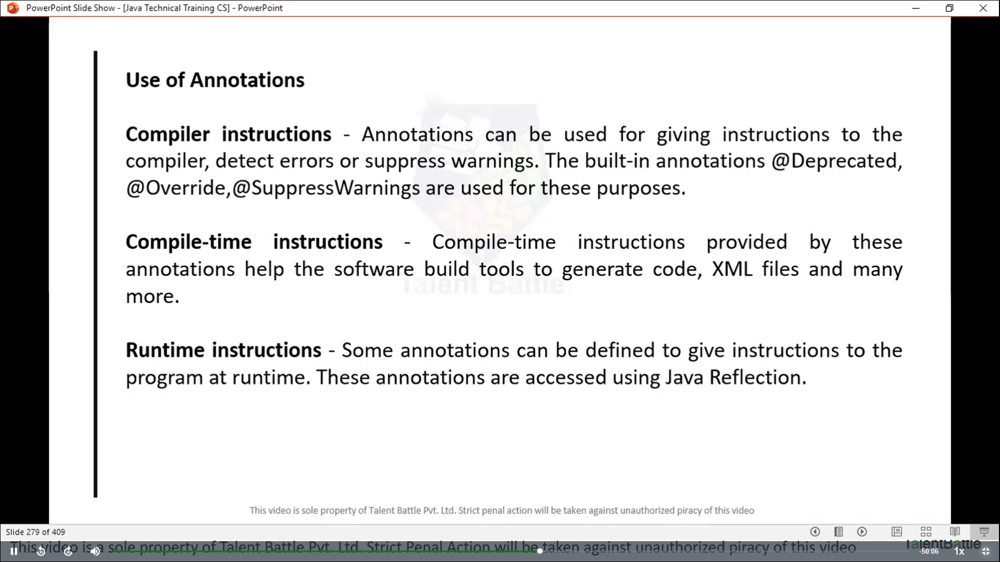 PowerPoint Slide Show - [Java Technical Training CS] - PowerPoint
Use of Annotations
Compiler instructions - Annotations can be used for giving instructions to the
compiler, detect errors or suppress warnings. The built-in annotations @Deprecated,
@Override,@SuppressWarnings are used for these purposes.
Compile-time instructions - Compile-time instructions provided by these
annotations help the software build tools to generate code, XML files and many
more.
Talent Battle
Runtime instructions - Some annotations can be defined to give instructions to the
program at runtime. These annotations are accessed using Java Reflection.
This video is sole property of Talent Battle Pvt. Ltd. Strict penal action will be taken against unauthorized piracy of this video
Slide 279 of 409
This video is a sole property of Talent Battle Pvt. Ltd. Strict Penal Action will be taken against unauthorized piracy of this video
TalentBattle
-50:06
1x